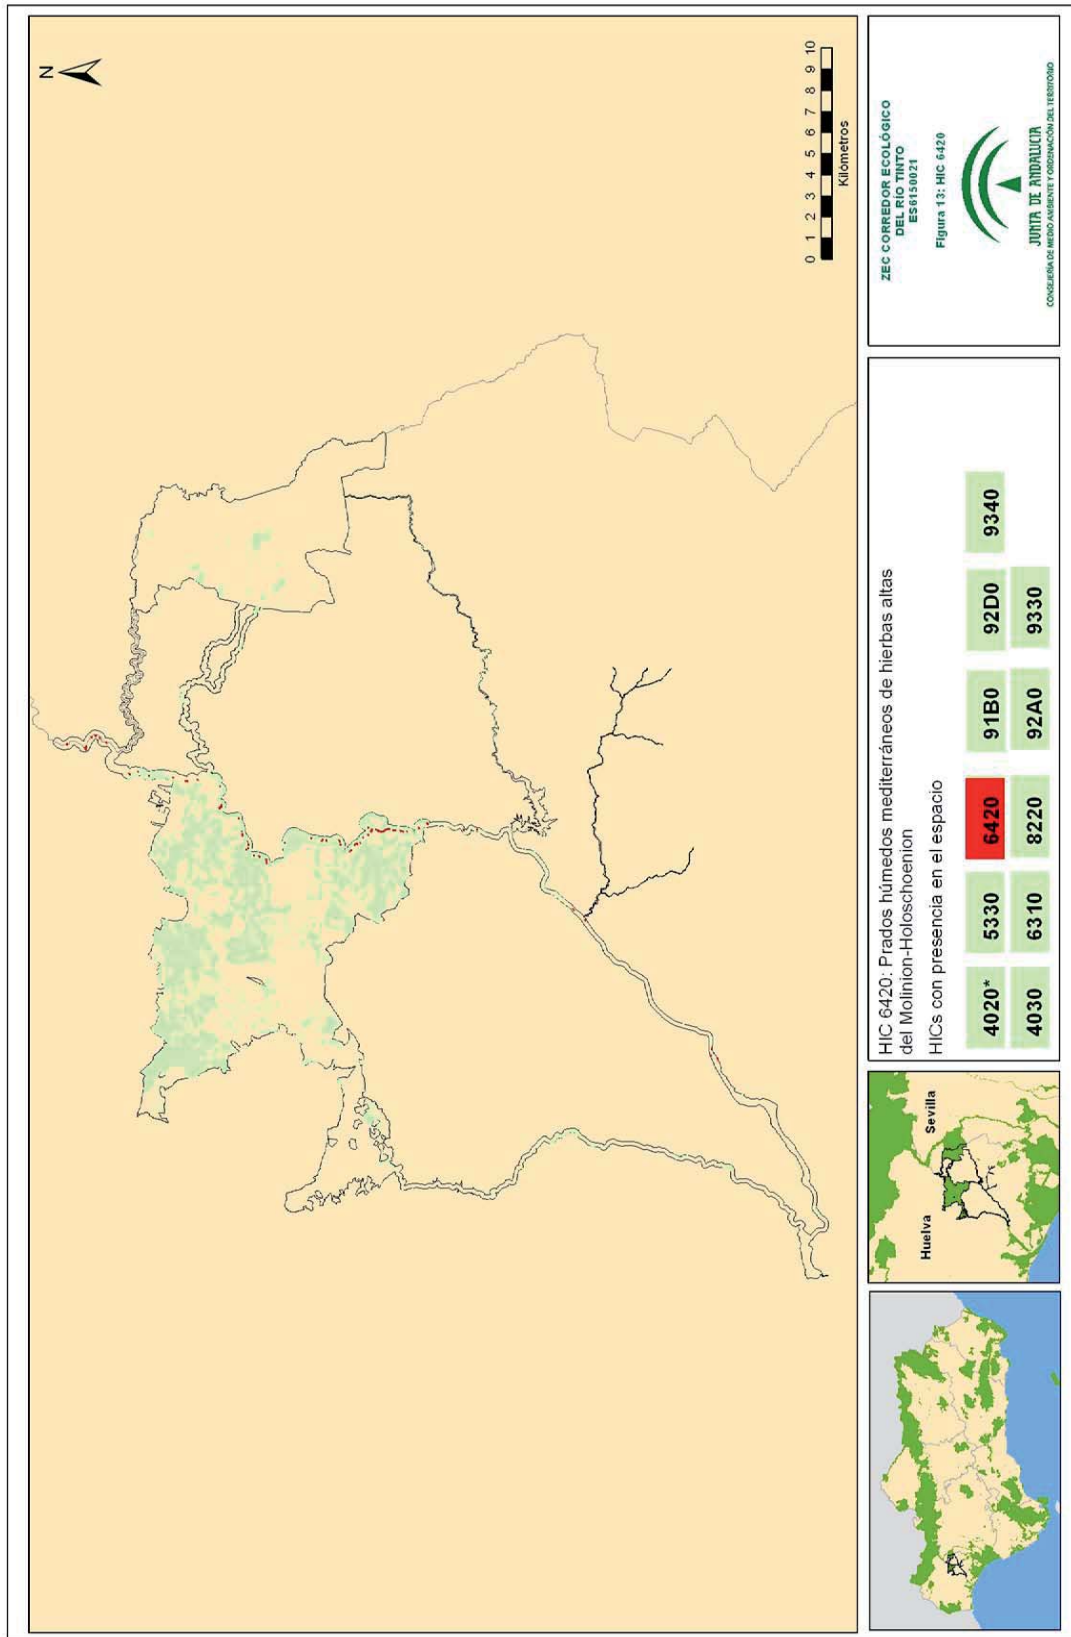 N
0 1 2 3 4 5 6 7 8 9 10
Kilómetros
Huelva
Sevilla
HIC 6420: Prados húmedos mediterráneos de hierbas altas
del Molinion-Holoschoenion
HICs con presencia en el espacio
4020* 5330 6420 91B0 92D0 9340
4030 6310 8220 92A0 9330
ZEC CORREDOR ECOLÓGICO
DEL RÍO TINTO
ES6150021
Figura 13: HIC 6420
JUNTA DE ANDALUCIA
CONSEJERÍA DE MEDIO AMBIENTE Y ORDENACIÓN DEL TERRITORIO